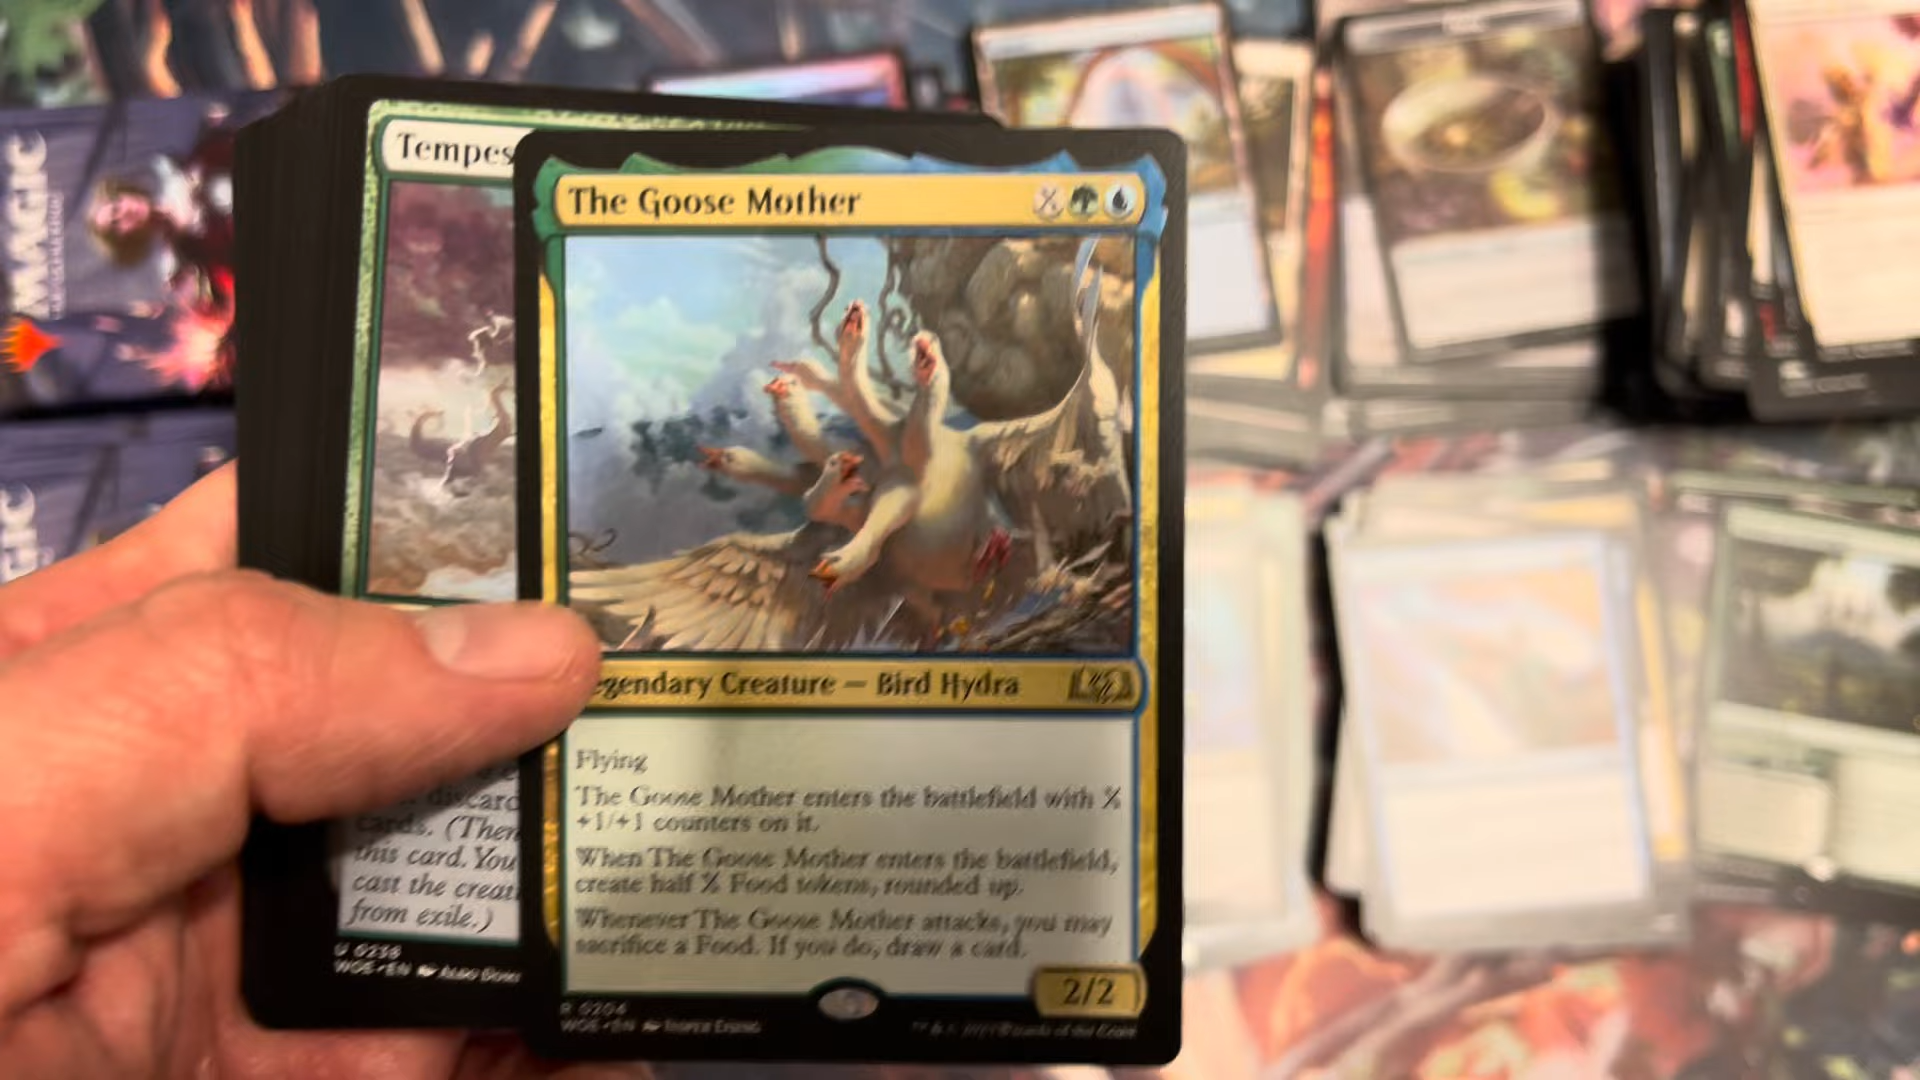 MAGIC
Tempes
discard
cards. (Then
this card. You
cast the creat
from exile.)
U 0238
WOE • EN
The Goose Mother
X
egendary Creature — Bird Hydra
Flying
The Goose Mother enters the battlefield with X
+1/+1 counters on it.
When The Goose Mother enters the battlefield,
create half X Food tokens, rounded up.
Whenever The Goose Mother attacks, you may
sacrifice a Food. If you do, draw a card.
2/2
R 0204
WOE • EN
GIC